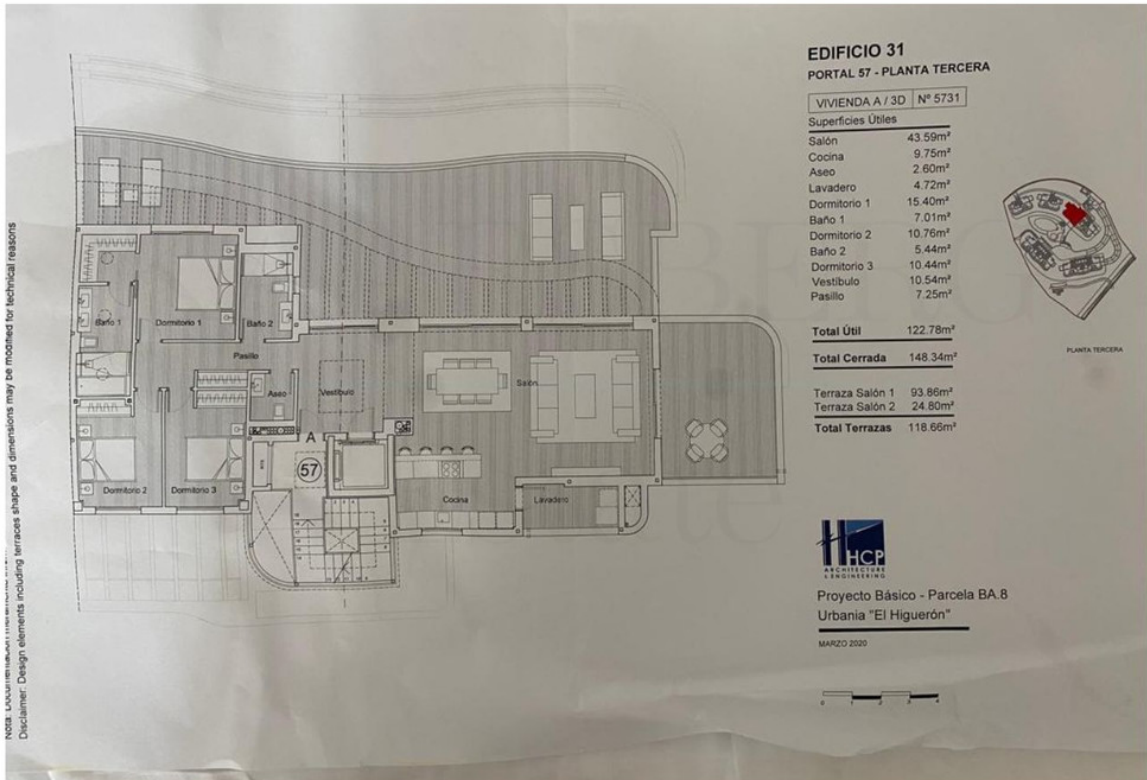 EDIFICIO 31
PORTAL 57 - PLANTA TERCERA
VIVIENDA A / 3D Nº 5731
Superficies Útiles
Salón 43.59m²
Cocina 9.75m²
Aseo 2.60m²
Lavadero 4.72m²
Dormitorio 1 15.40m²
Baño 1 7.01m²
Dormitorio 2 10.76m²
Baño 2 5.44m²
Dormitorio 3 10.44m²
Vestíbulo 10.54m²
Pasillo 7.25m²
Total Útil 122.78m²
Total Cerrada 148.34m²
Terraza Salón 1 93.86m²
Terraza Salón 2 24.80m²
Total Terrazas 118.66m²
PLANTA TERCERA
Baño 1
Dormitorio 1
Baño 2
Pasillo
Aseo
Vestíbulo
Salón
A
57
Dormitorio 2
Dormitorio 3
Cocina
Lavadero
HCP
ARCHITECTURE
& ENGINEERING
Proyecto Básico - Parcela BA.8
Urbania "El Higuerón"
MARZO 2020
0 1 2 3 4
Nota: Documentación
Disclaimer: Design elements including terraces shape and dimensions may be modified for technical reasons